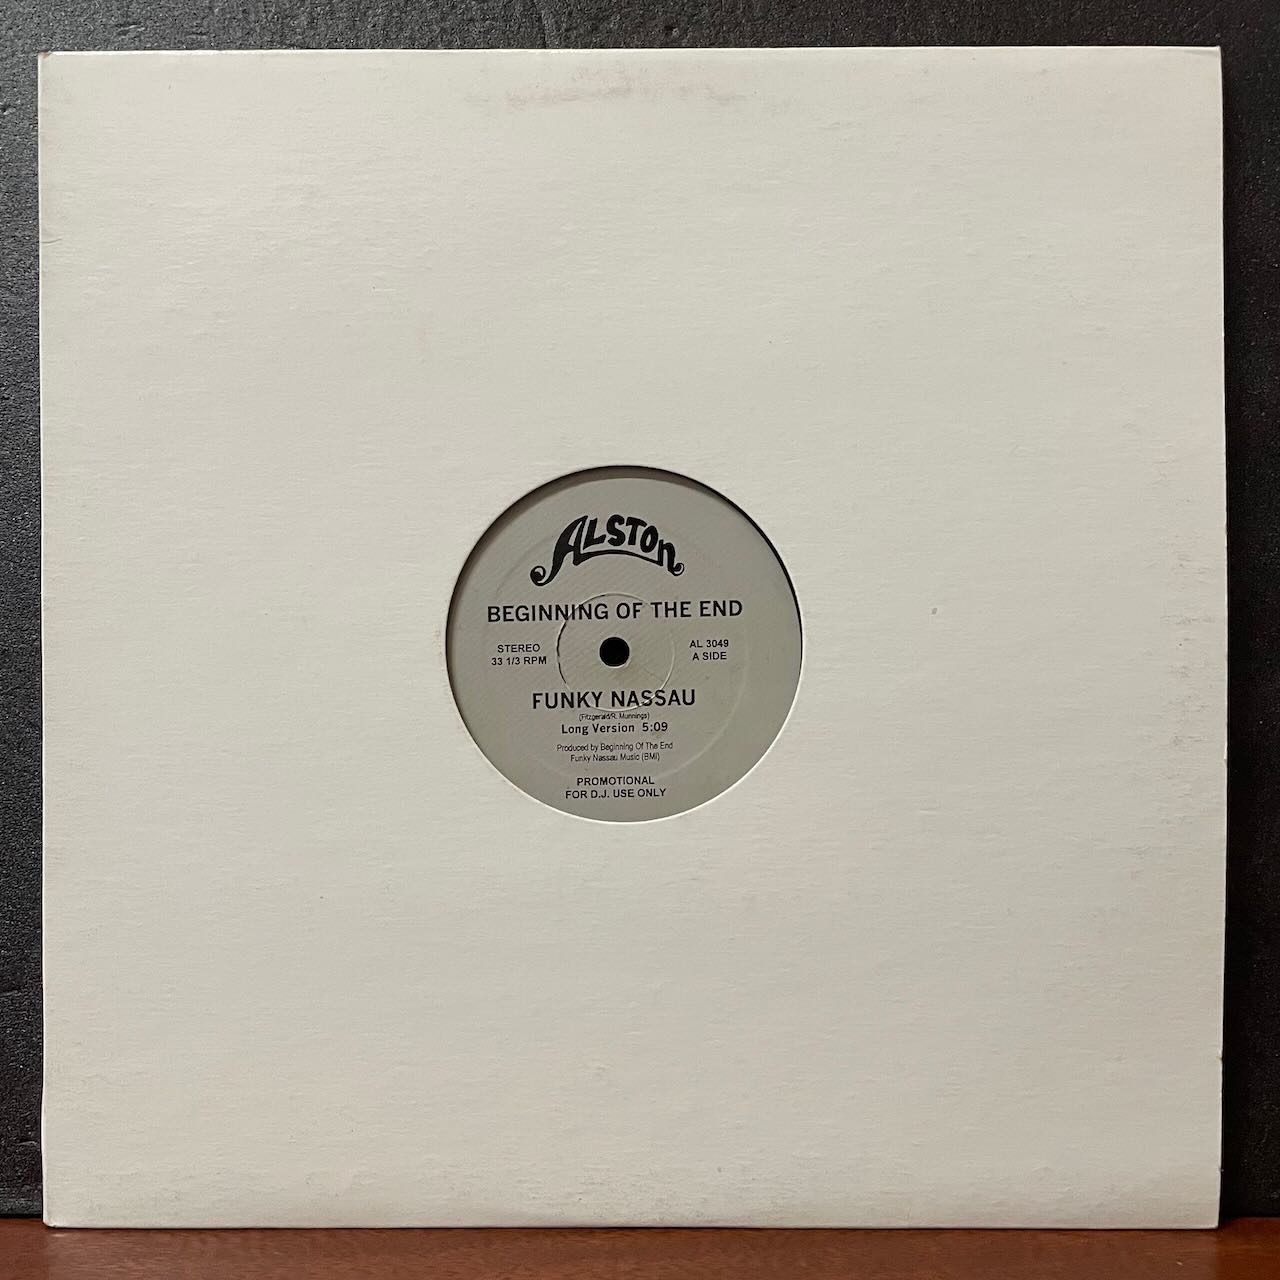 ALSTON
BEGINNING OF THE END
STEREO
33 1/3 RPM
AL 3049
A SIDE
FUNKY NASSAU
(Fitzgerald/R. Munnings)
Long Version 5:09
Produced by Beginning Of The End
Funky Nassau Music (BMI)
PROMOTIONAL
FOR D.J. USE ONLY